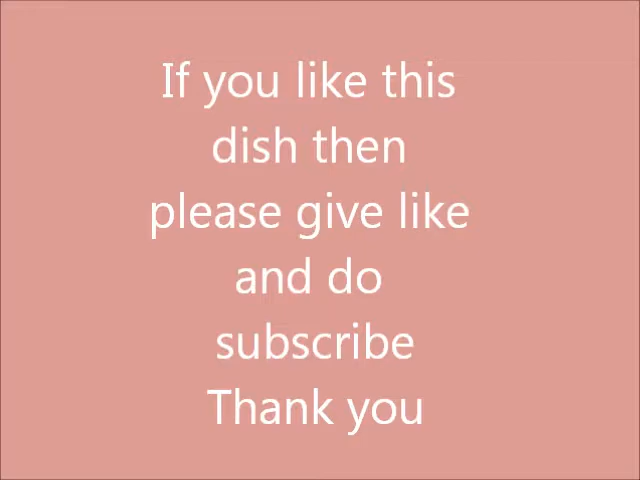 If you like this
dish then
please give like
and do
subscribe
Thank you